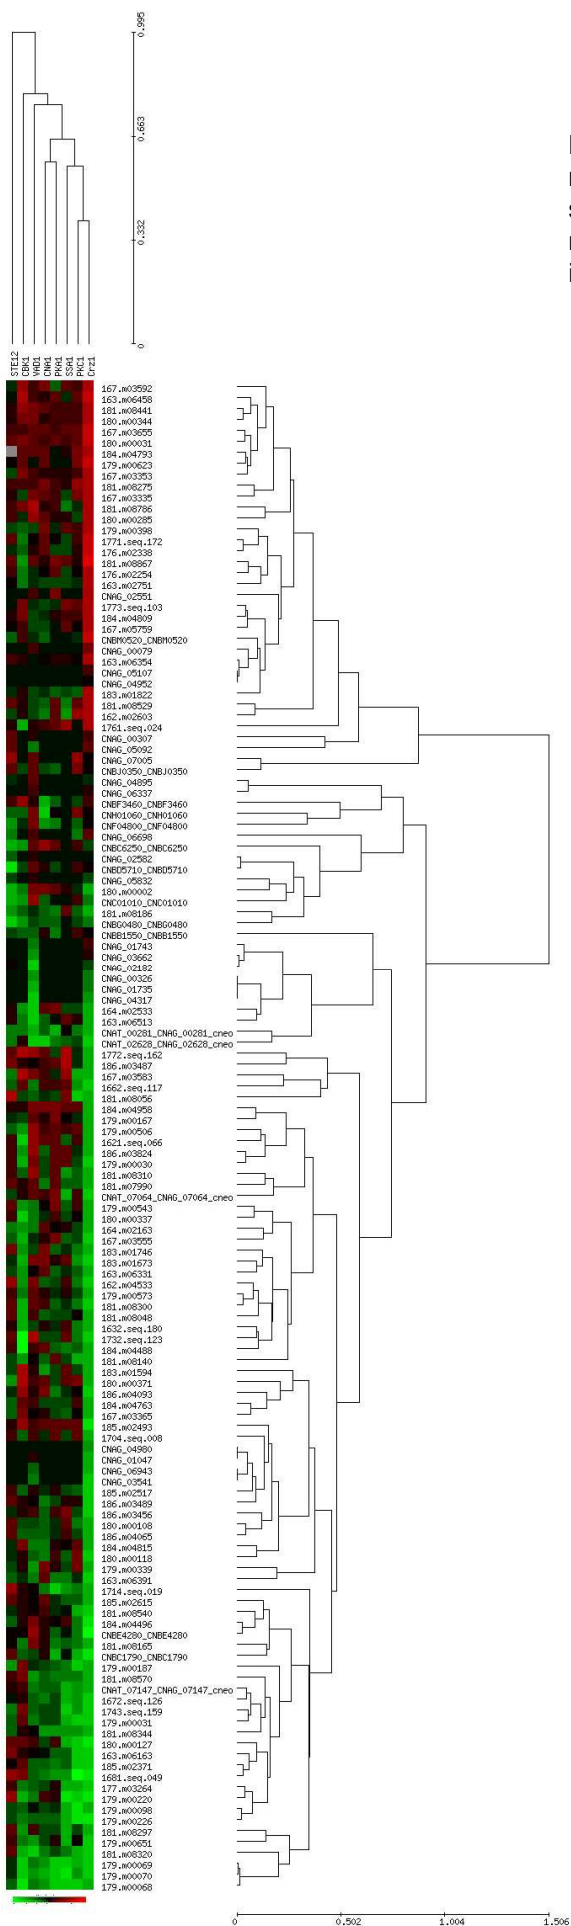 0.995
0.663
0.332
0
STE12
CBK1
VAD1
CNA1
PKA1
SSA1
PKC1
Crz1
167.m03592
163.m06458
181.m08441
180.m00344
167.m03655
180.m00031
184.m04793
179.m00623
167.m03353
181.m08275
167.m03335
181.m08786
180.m00285
179.m00398
1771.seq.172
176.m02338
181.m08867
176.m02254
163.m02751
CNAG_02551
1773.seq.103
184.m04809
167.m05759
CNBM0520_CNBM0520
CNAG_00079
163.m06354
CNAG_05107
CNAG_04952
183.m01822
181.m08529
162.m02603
1761.seq.024
CNAG_00307
CNAG_05092
CNAG_07005
CNBJ0350_CNBJ0350
CNAG_04895
CNAG_06337
CNBF3460_CNBF3460
CNH01060_CNH01060
CNF04800_CNF04800
CNAG_06698
CNBC6250_CNBC6250
CNAG_02582
CNBD5710_CNBD5710
CNAG_05832
180.m00002
CNC01010_CNC01010
181.m08186
CNBG0480_CNBG0480
CNBB1550_CNBB1550
CNAG_01743
CNAG_03662
CNAG_02182
CNAG_00326
CNAG_01735
CNAG_04317
164.m02533
163.m06513
CNAT_00281_CNAG_00281_cneo
CNAT_02628_CNAG_02628_cneo
1772.seq.162
186.m03487
167.m03583
1662.seq.117
181.m08056
184.m04958
179.m00167
179.m00506
1621.seq.066
186.m03824
179.m00030
181.m08310
181.m07990
CNAT_07064_CNAG_07064_cneo
179.m00543
180.m00337
164.m02163
167.m03555
183.m01746
183.m01673
163.m06331
162.m04533
179.m00573
181.m08300
181.m08048
1632.seq.180
1732.seq.123
184.m04488
181.m08140
183.m01594
180.m00371
186.m04093
184.m04763
167.m03365
185.m02493
1704.seq.008
CNAG_04980
CNAG_01047
CNAG_06943
CNAG_03541
185.m02517
186.m03489
186.m03456
180.m00108
186.m04065
184.m04815
180.m00118
179.m00339
163.m06391
1714.seq.019
185.m02615
181.m08540
184.m04496
CNBE4280_CNBE4280
181.m08165
CNBC1790_CNBC1790
179.m00187
181.m08570
CNAT_07147_CNAG_07147_cneo
1672.seq.126
1743.seq.159
179.m00031
181.m08344
180.m00127
163.m06163
185.m02371
1681.seq.049
177.m03264
179.m00220
179.m00098
179.m00226
181.m08297
179.m00651
181.m08320
179.m00069
179.m00070
179.m00068
0
0.502
1.004
1.506